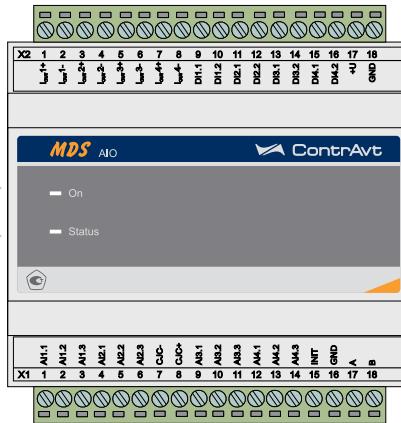 X2 1 2 3 4 5 6 7 8 9 10 11 12 13 14 15 16 17 18
Iout1+ Iout1- Iout2+ Iout2- Iout3+ Iout3- Iout4+ Iout4- DI1.1 DI1.2 DI2.1 DI2.2 DI3.1 DI3.2 DI4.1 DI4.2 +U GND
MDS AIO ContrAvt
On
Status
AI1.1 AI1.2 AI1.3 AI2.1 AI2.2 AI2.3 CJC- CJC+ AI3.1 AI3.2 AI3.3 AI4.1 AI4.2 AI4.3 INIT GND A B
X1 1 2 3 4 5 6 7 8 9 10 11 12 13 14 15 16 17 18